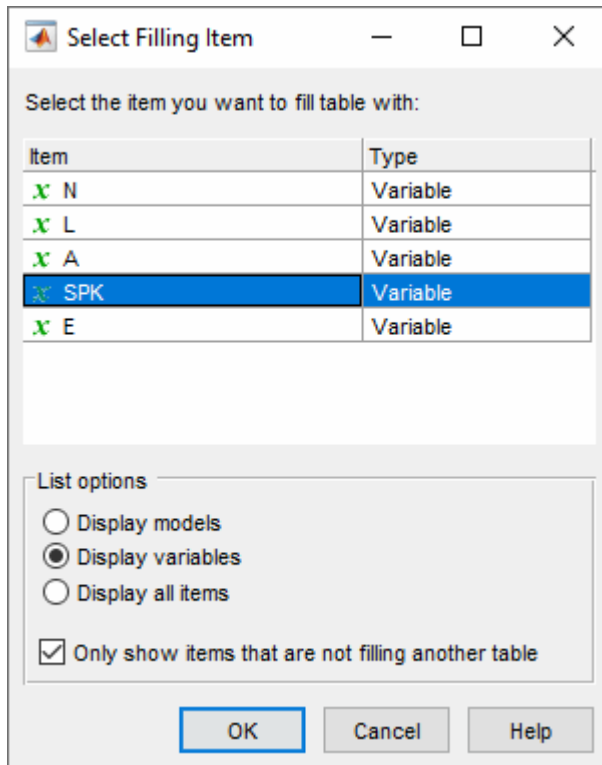 Select Filling Item
Select the item you want to fill table with:
Item Type
x N Variable
x L Variable
x A Variable
x SPK Variable
x E Variable
List options
Display models
Display variables
Display all items
Only show items that are not filling another table
OK Cancel Help